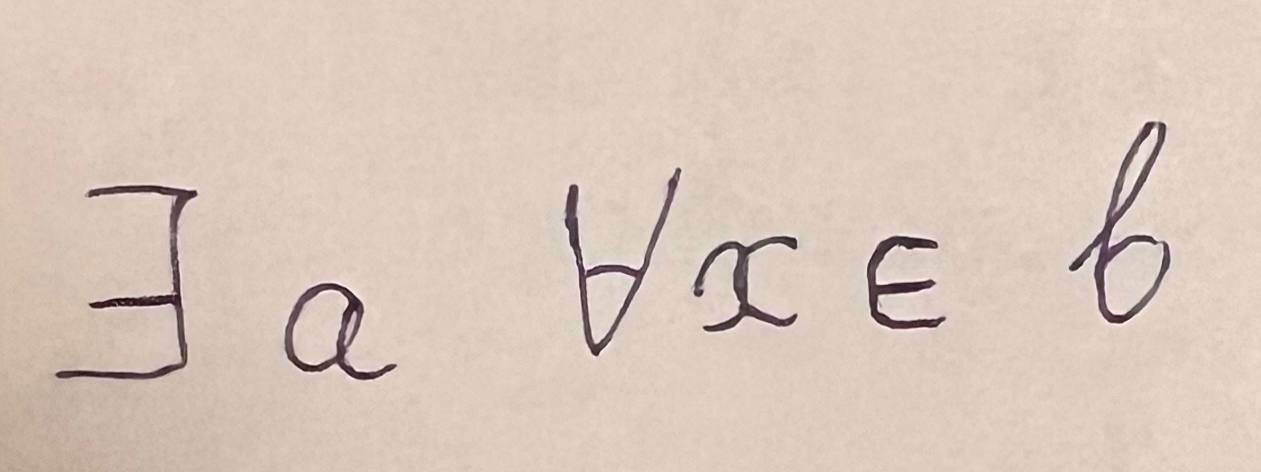 ∃ a ∀x ∈ b